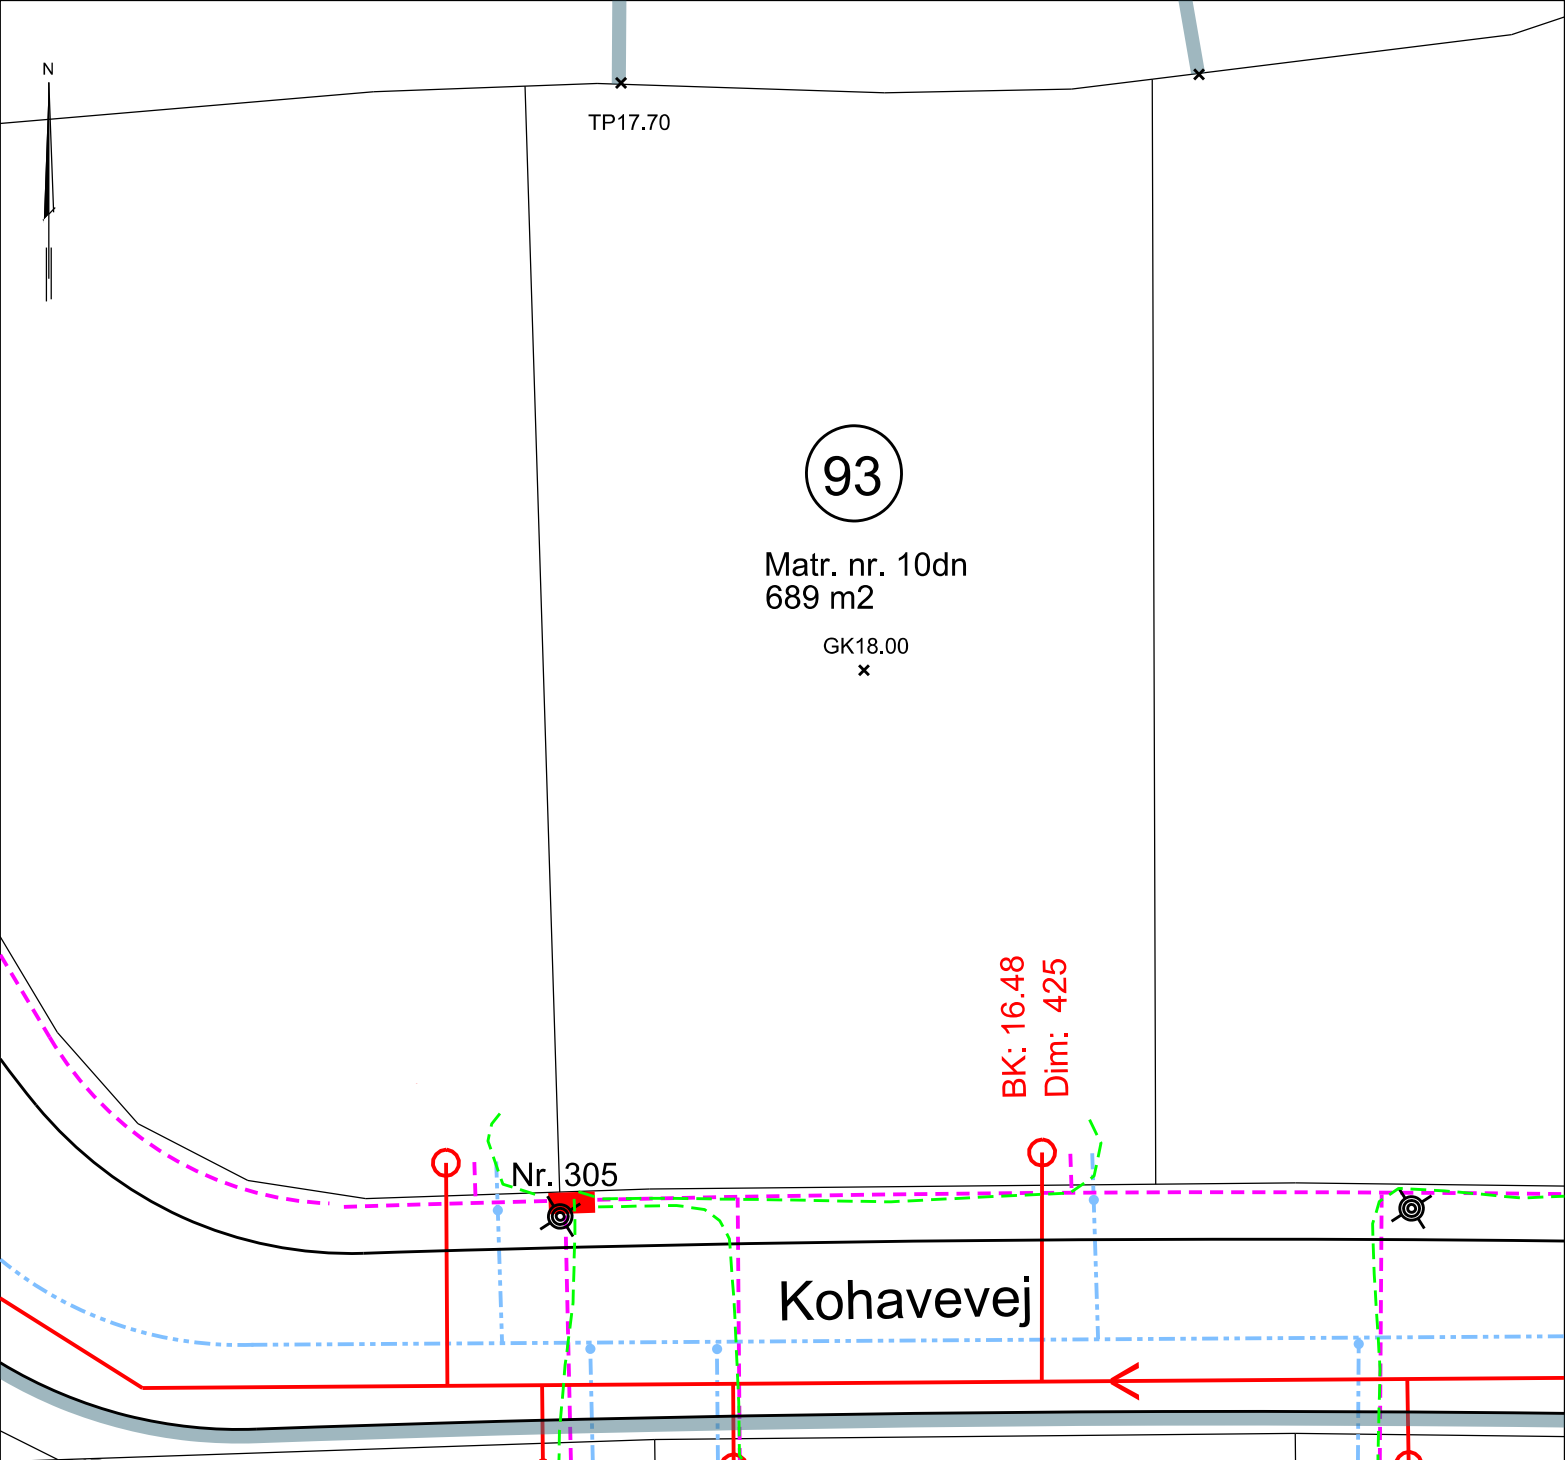 N
TP17.70
93
Matr. nr. 10dn
689 m2
GK18.00
BK: 16.48
Dim: 425
Nr. 305
Kohavevej